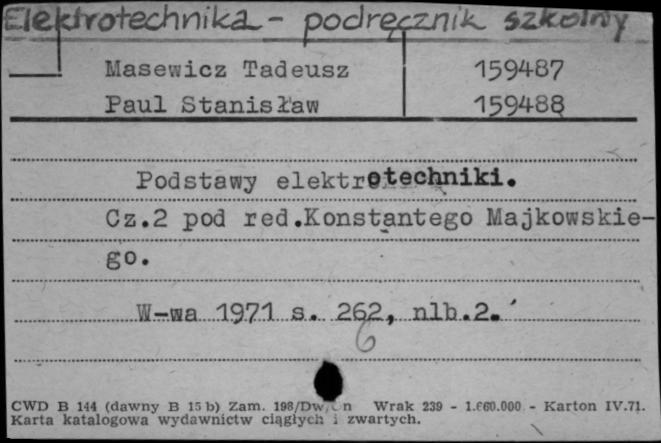 Elektrotechnika - podręcznik szkolny
Masewicz Tadeusz 159487
Paul Stanisław 159488
Podstawy elektrotechniki.
Cz.2 pod red.Konstantego Majkowskie-
go.
W-wa 1971 s. 262, nlb.2.
6
CWD B 144 (dawny B 15 b) Zam. 198/Dw Wrak 239 - 1.660.000 - Karton IV.71.
Karta katalogowa wydawnictw ciągłych i zwartych.